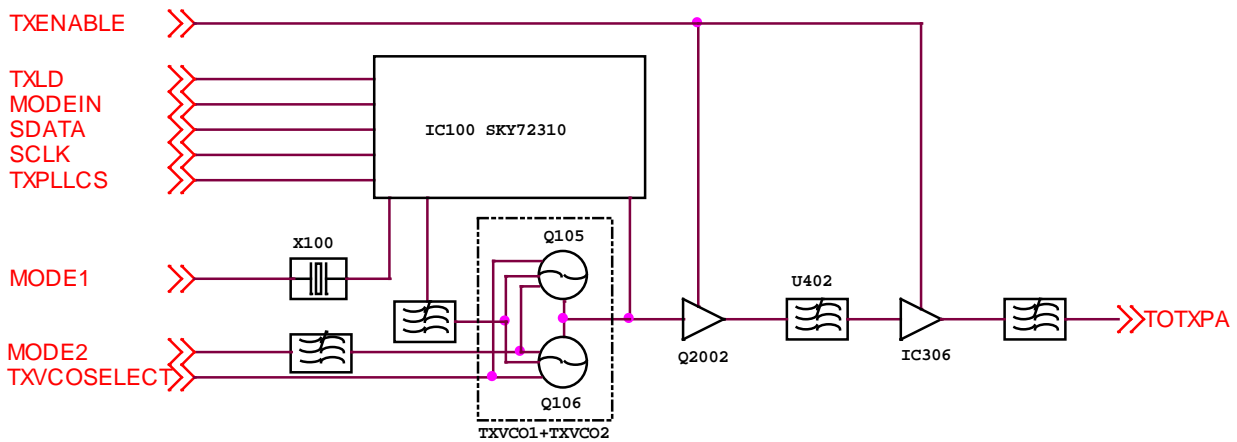 TXENABLE
TXLD
MODEIN
SDATA
SCLK
TXPLLCS
IC100 SKY72310
X100
Q105
MODE1
U402
TOTXPA
MODE2
Q2002
IC306
TXVCOSELECT
Q106
TXVCO1+TXVCO2